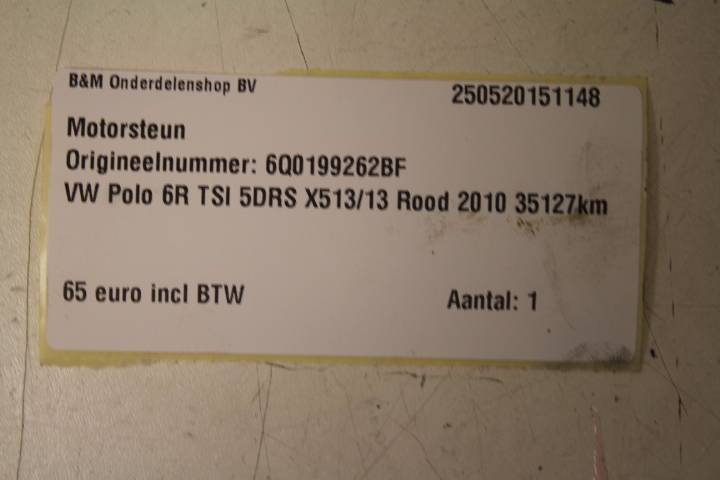 B&M Onderdelenshop BV
250520151148
Motorsteun
Origineelnummer: 6Q0199262BF
VW Polo 6R TSI 5DRS X513/13 Rood 2010 35127km
65 euro incl BTW
Aantal: 1